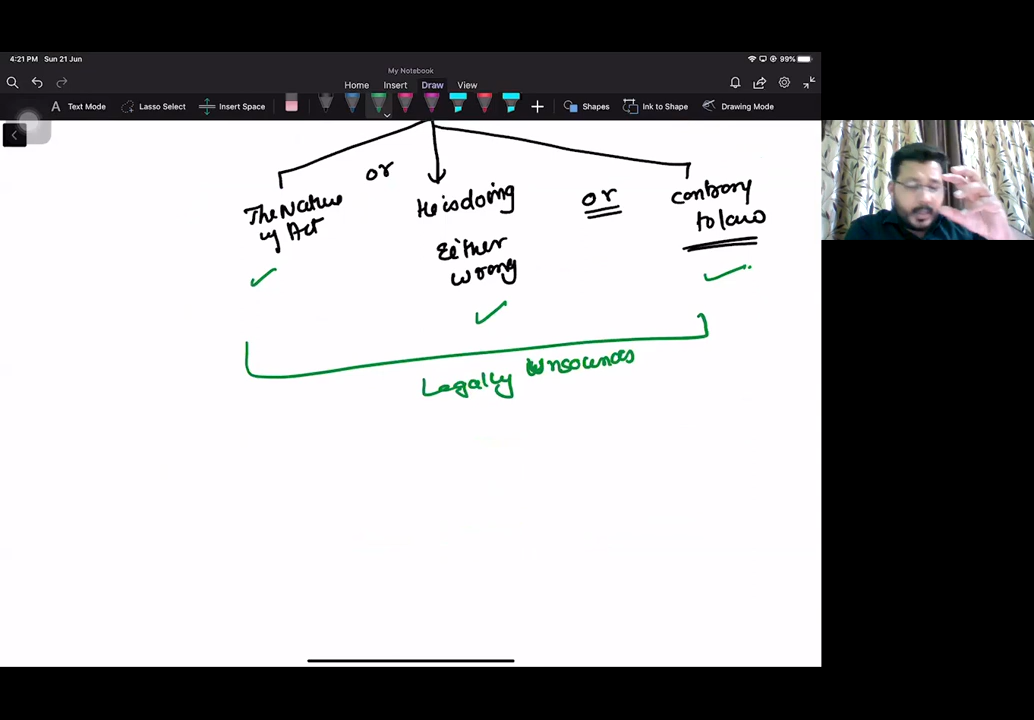 4:21 PM Sun 21 Jun
99%
My Notebook
Home Insert Draw View
Text Mode Lasso Select Insert Space Shapes Ink to Shape Drawing Mode
or
The Nature
of Act
He is doing
Either
wrong
or
contrary
to law
Legally